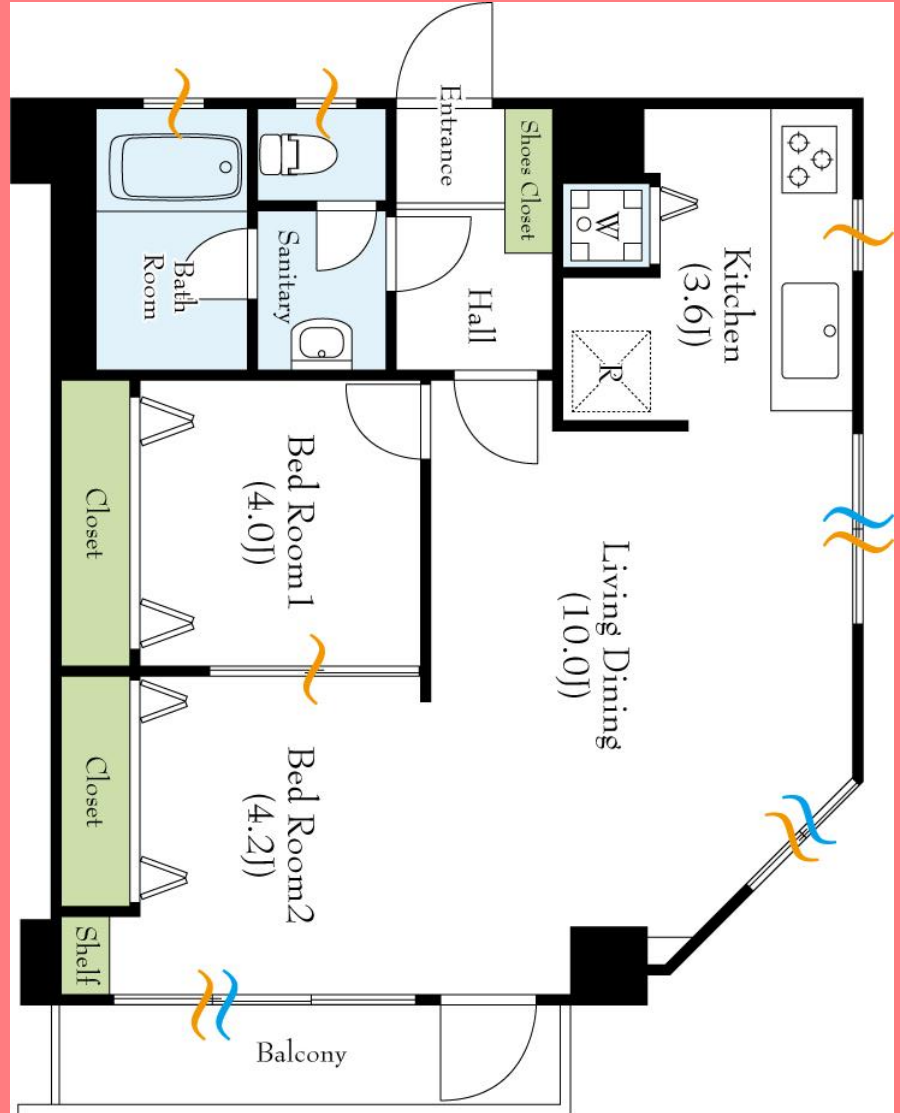 Entrance
Shoes Closet
W
Kitchen
(3.6J)
Sanitary
Bath
Room
Hall
R
Bed Room1
(4.0J)
Closet
Living Dining
(10.0J)
Bed Room2
(4.2J)
Closet
Shelf
Balcony